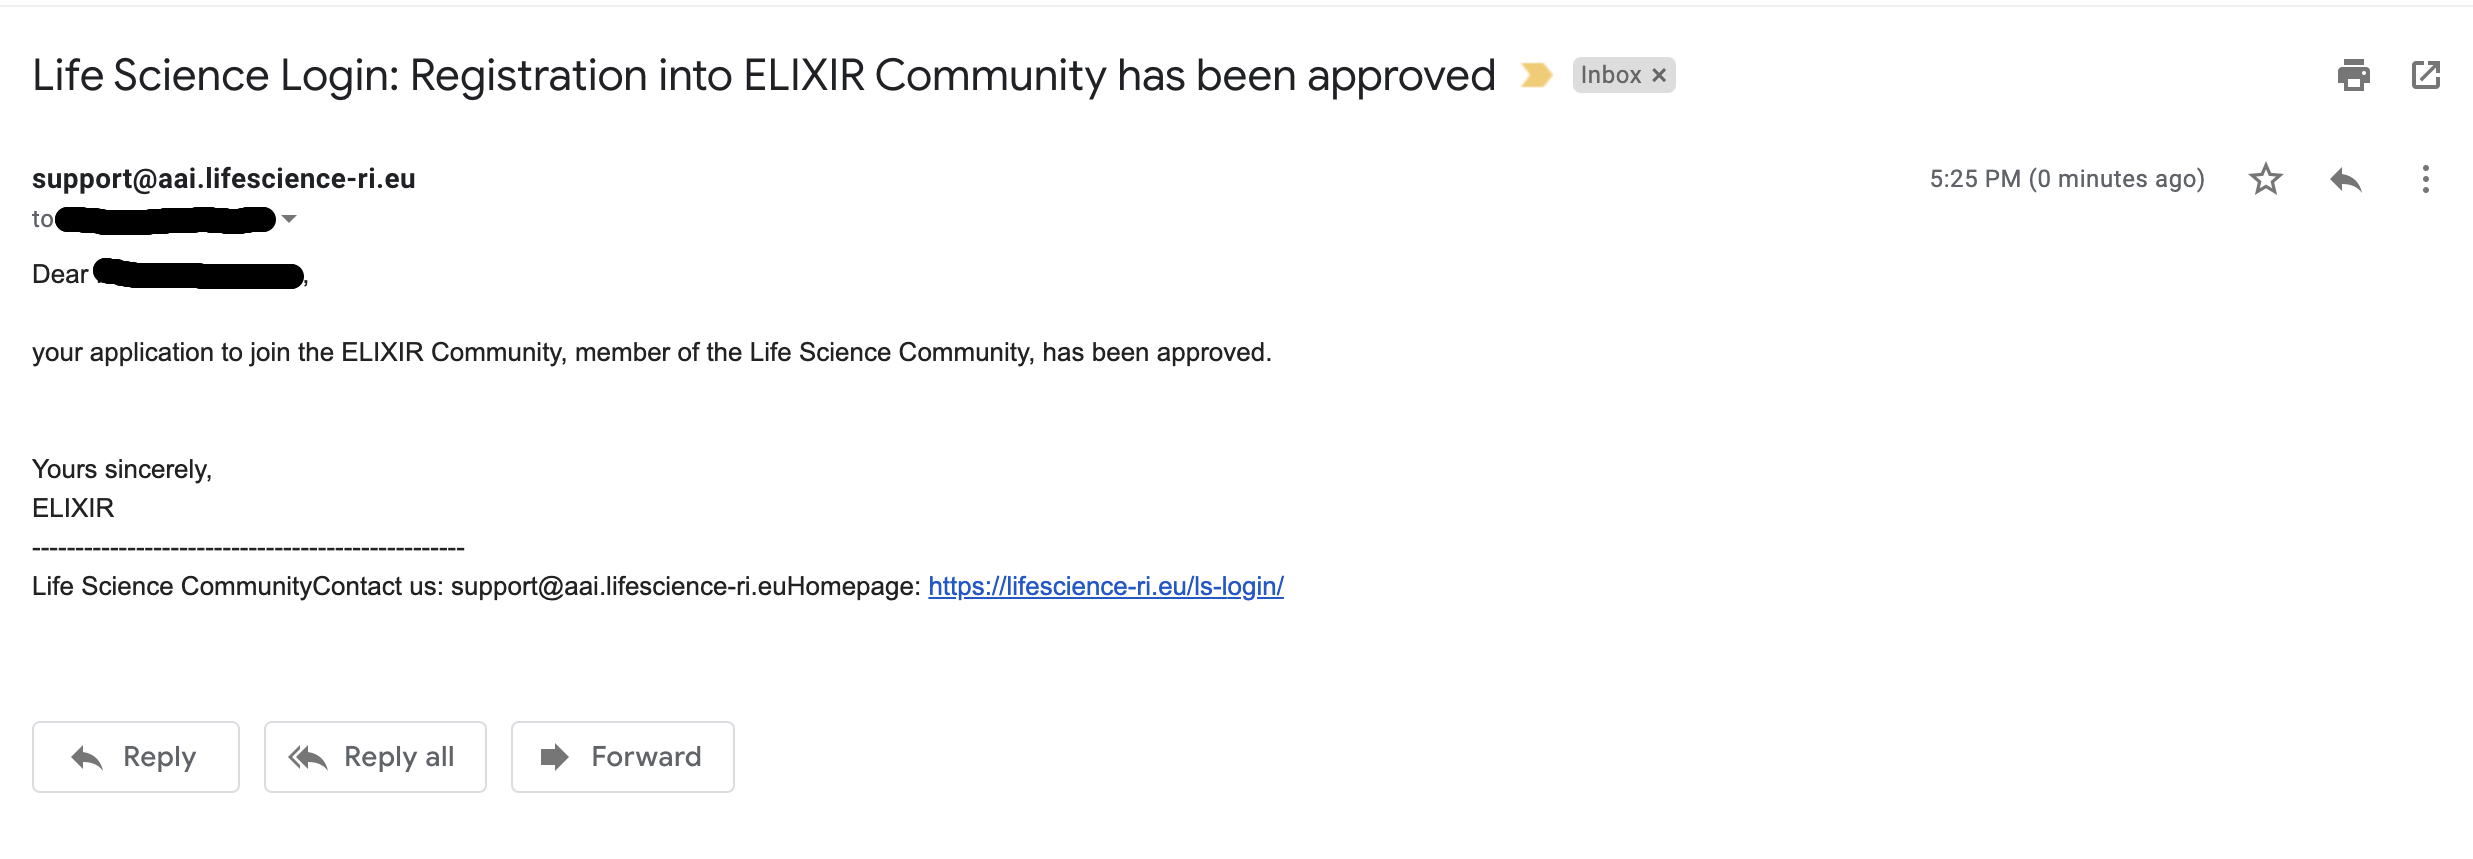 Life Science Login: Registration into ELIXIR Community has been approved Inbox ×
support@aai.lifescience-ri.eu 5:25 PM (0 minutes ago)
to
Dear ,
your application to join the ELIXIR Community, member of the Life Science Community, has been approved.
Yours sincerely,
ELIXIR
--------------------------------------------------
Life Science CommunityContact us: support@aai.lifescience-ri.euHomepage: https://lifescience-ri.eu/ls-login/
Reply Reply all Forward